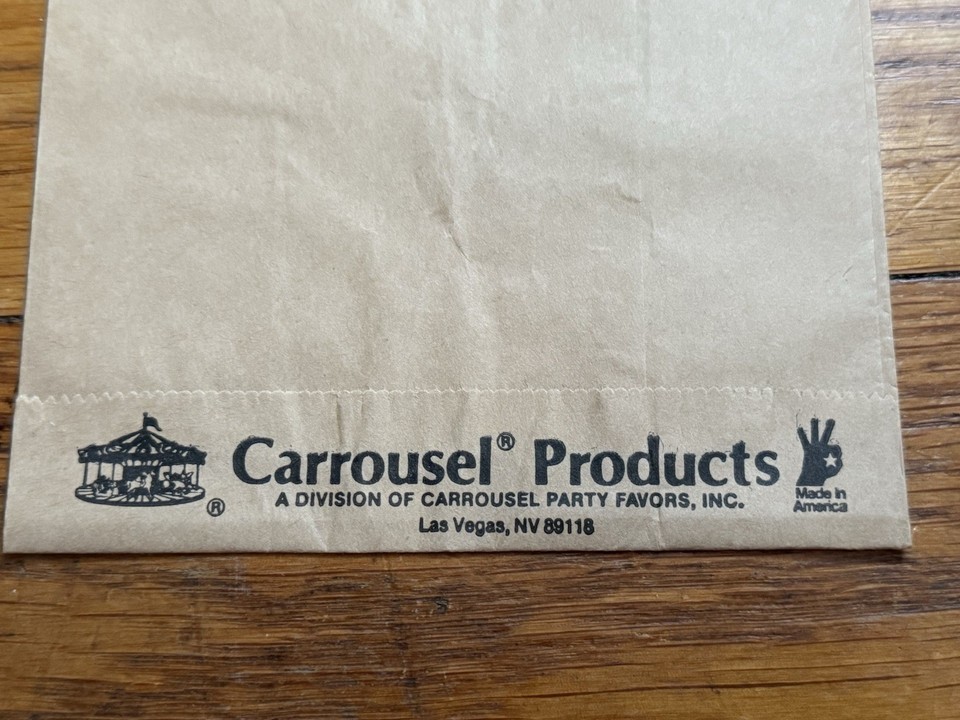 Carrousel® Products
®
A DIVISION OF CARROUSEL PARTY FAVORS, INC.
Las Vegas, NV 89118
Made in
America